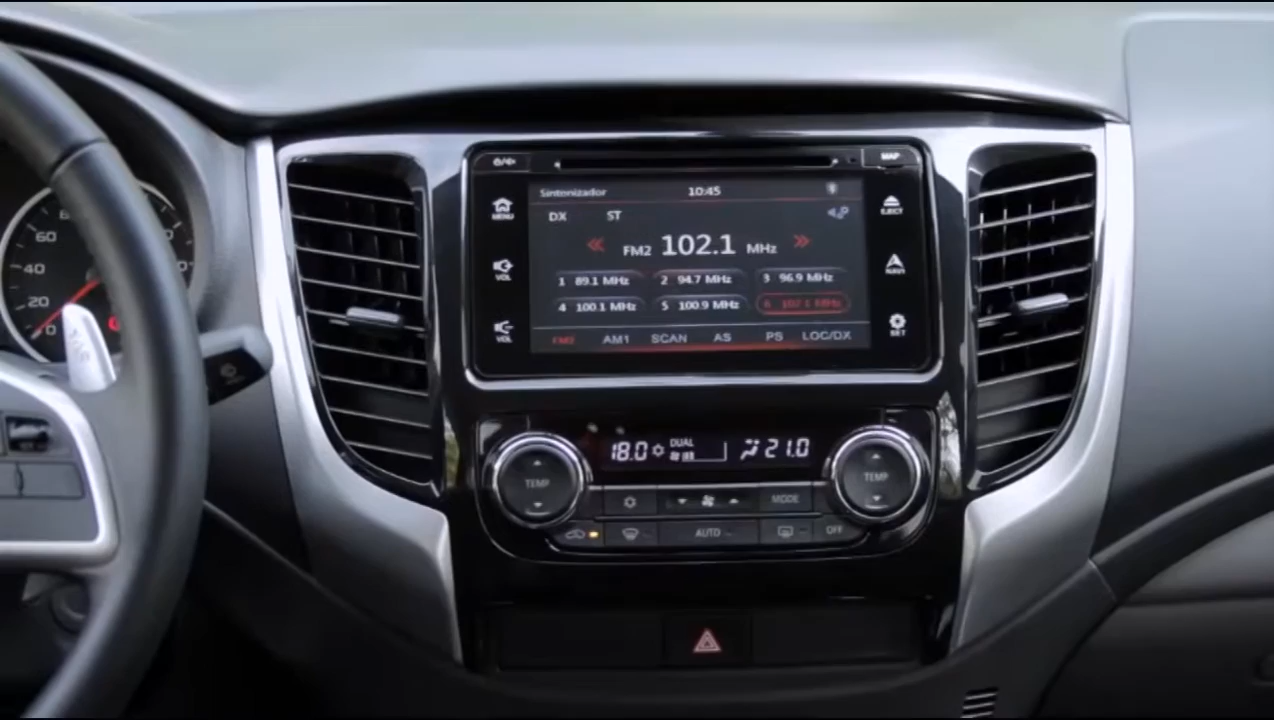 MAP
Sintonizador 10:45
MENU
EJECT
DX ST
FM2 102.1 MHz
VOL
NAVI
1 89.1 MHz 2 94.7 MHz 3 96.9 MHz
4 100.1 MHz 5 100.9 MHz 6 102.1 MHz
VOL
SET
FM2 AM1 SCAN AS PS LOC/DX
60
40
20
0
18.0 DUAL 21.0
TEMP
TEMP
MODE
AUTO
OFF